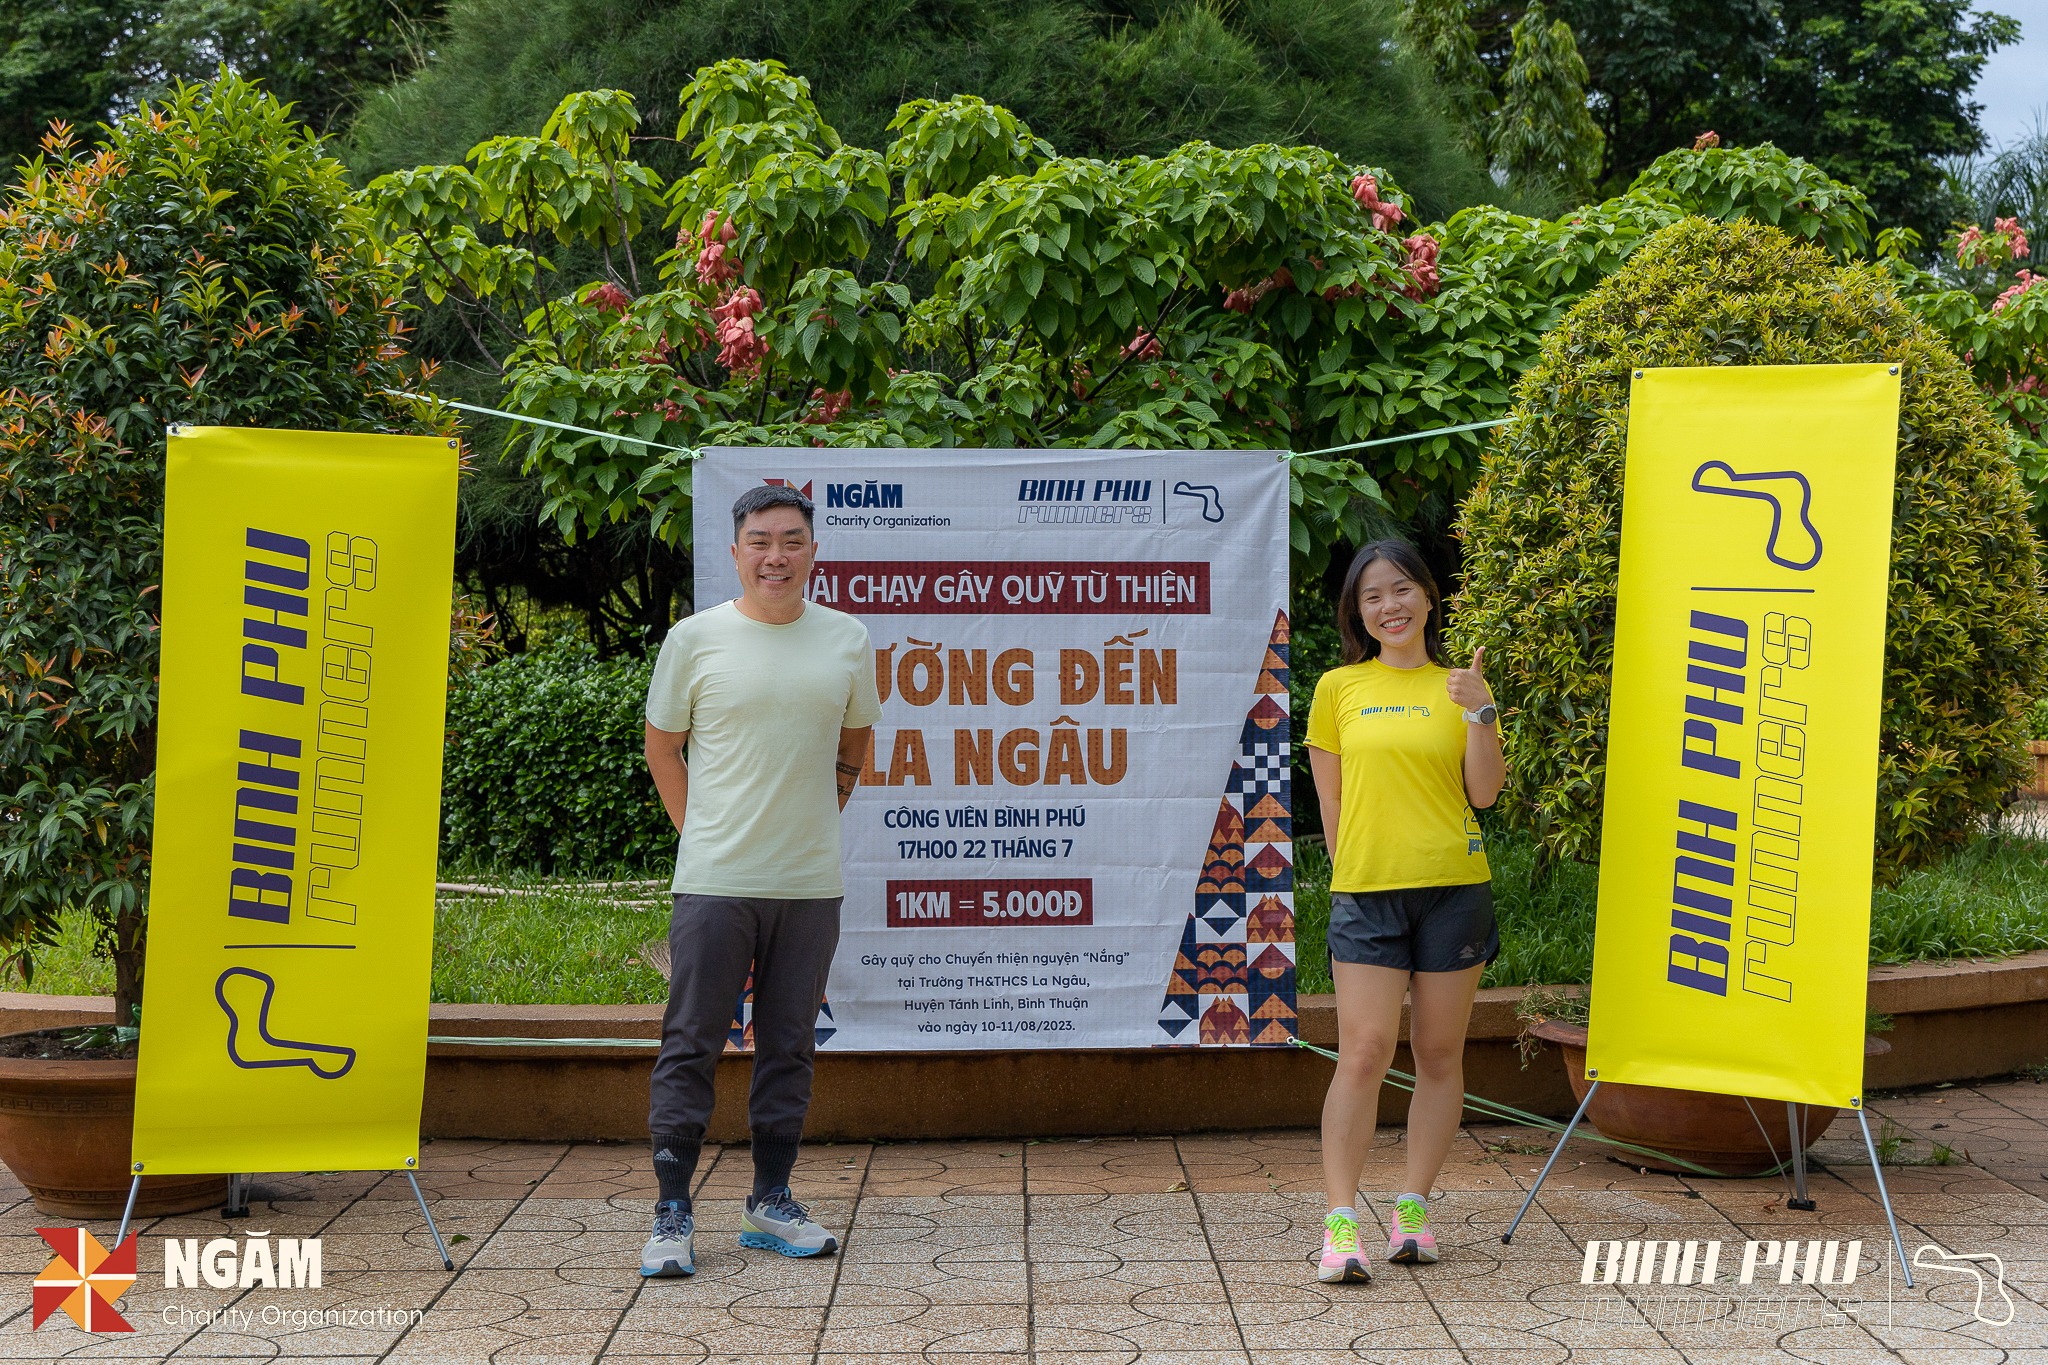 NGĂM
Charity Organization
BINH PHU
runners
ẢI CHẠY GÂY QUỸ TỪ THIỆN
ƯỜNG ĐẾN
LA NGÂU
CÔNG VIÊN BÌNH PHÚ
17H00 22 THÁNG 7
1KM = 5.000Đ
Gây quỹ cho Chuyến thiện nguyện “Nắng”
tại Trường TH&THCS La Ngâu,
Huyện Tánh Linh, Bình Thuận
vào ngày 10-11/08/2023.
BINH PHU
runners
BINH PHU
runners
BINH PHU
adidas
NGĂM
Charity Organization
BINH PHU
runners